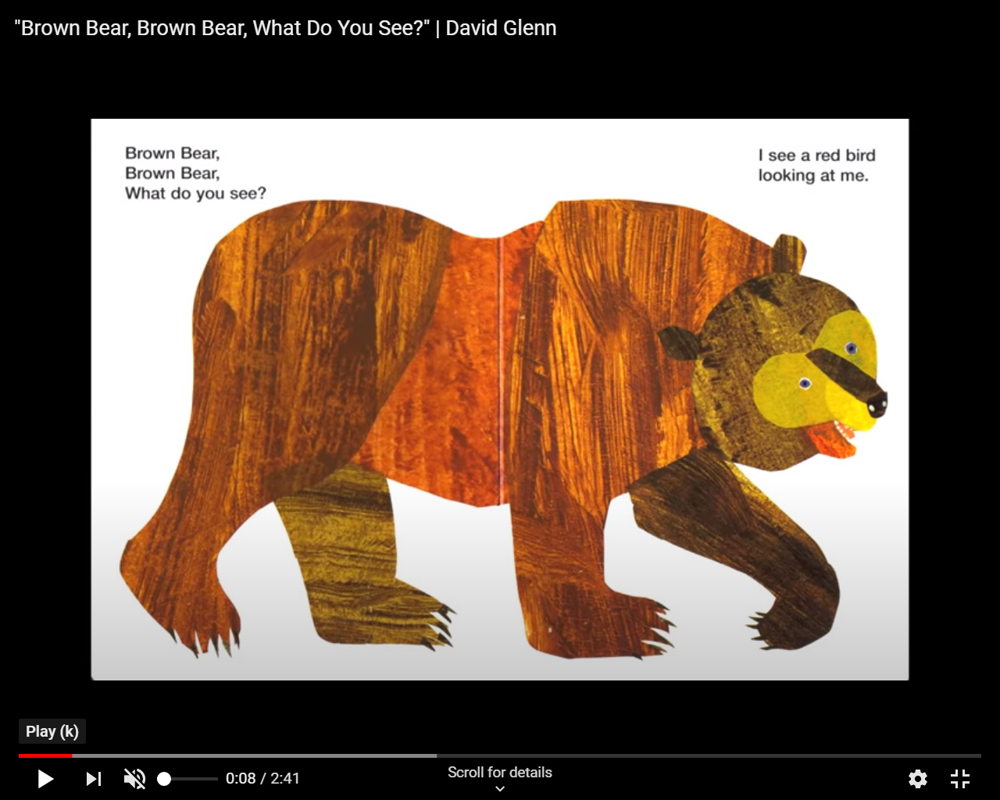 "Brown Bear, Brown Bear, What Do You See?" | David Glenn
Brown Bear,
Brown Bear,
What do you see?
I see a red bird
looking at me.
Play (k)
0:08 / 2:41
Scroll for details